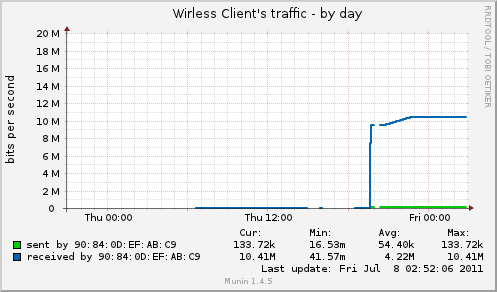 Wirless Client's traffic - by day
RRDTOOL / TOBI OETIKER
bits per second
20 M
18 M
16 M
14 M
12 M
10 M
8 M
6 M
4 M
2 M
0
Thu 00:00 Thu 12:00 Fri 00:00
Cur: Min: Avg: Max:
sent by 90:84:0D:EF:AB:C9 133.72k 16.53m 54.40k 133.72k
received by 90:84:0D:EF:AB:C9 10.41M 41.57m 4.22M 10.41M
Last update: Fri Jul 8 02:52:06 2011
Munin 1.4.5